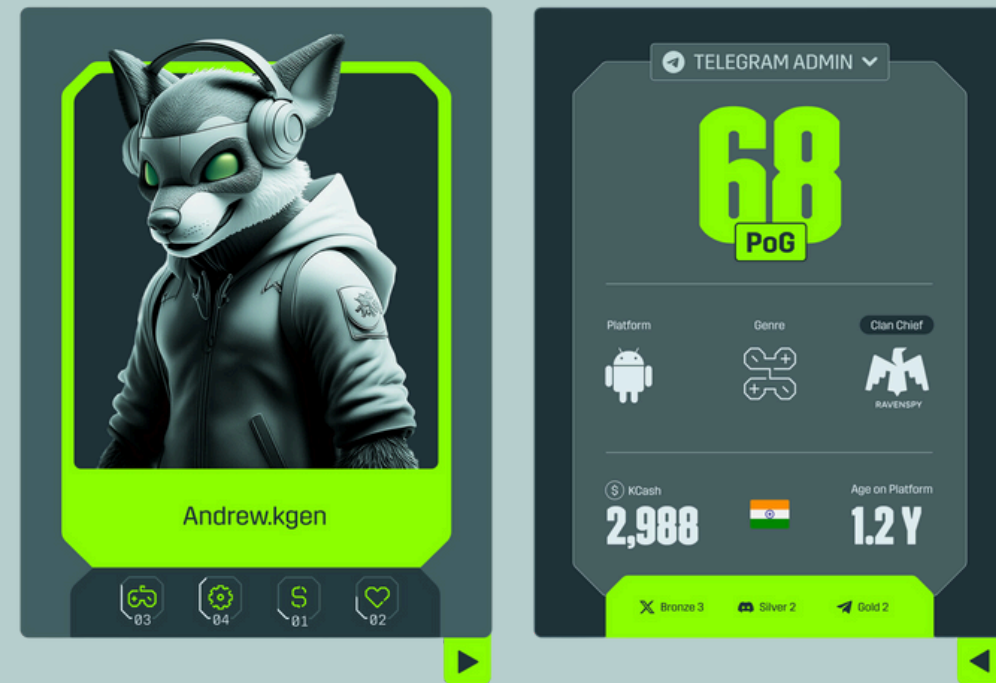 Andrew.kgen
03
04
01
02
TELEGRAM ADMIN
68
PoG
Platform
Genre
Clan Chief
RAVENSPY
$ KCash
Age on Platform
2,988
1.2 Y
Bronze 3
Silver 2
Gold 2